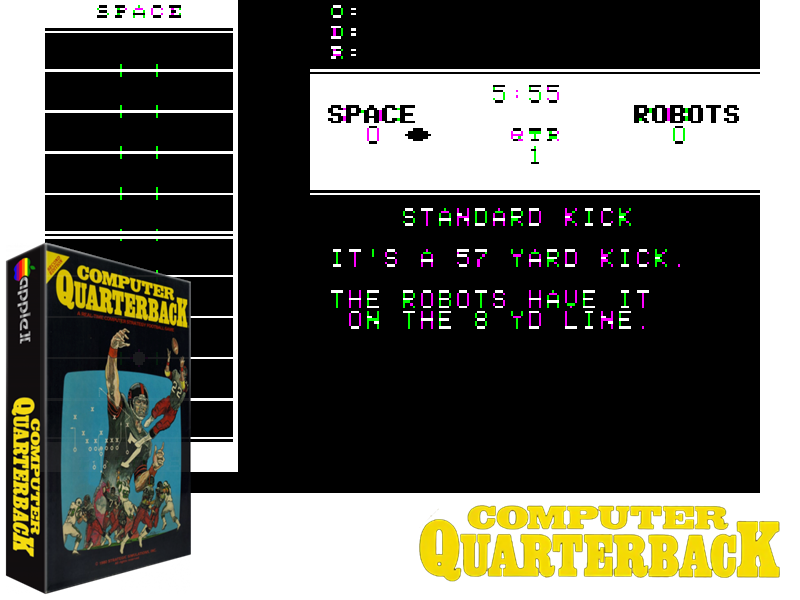 SPACE
O:
D:
R:
5:55
SPACE
ROBOTS
0
QTR
0
1
STANDARD KICK
IT'S A 57 YARD KICK.
THE ROBOTS HAVE IT
ON THE 8 YD LINE.
apple II
COMPUTER
QUARTERBACK
COMPUTER
QUARTERBACK
COMPUTER
QUARTERBACK